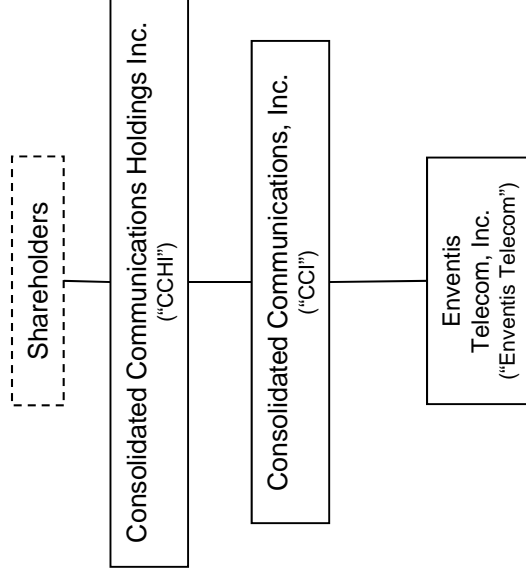 Shareholders
Consolidated Communications Holdings Inc.
(“CCHI”)
Consolidated Communications, Inc.
(“CCI”)
Enventis
Telecom, Inc.
(“Enventis Telecom”)